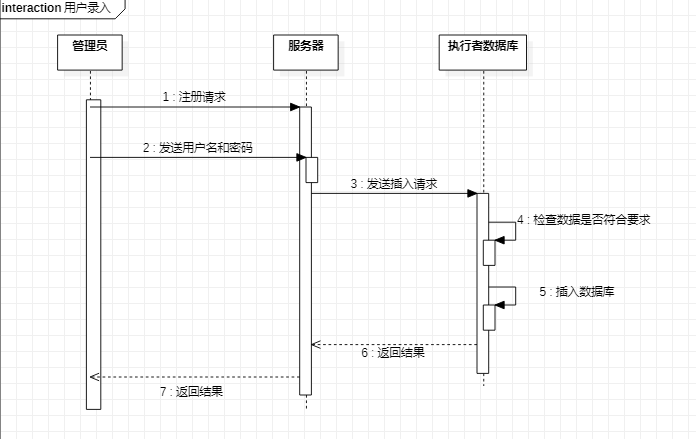 interaction 用户录入
管理员
服务器
执行者数据库
1 : 注册请求
2 : 发送用户名和密码
3 : 发送插入请求
4 : 检查数据是否符合要求
5 : 插入数据库
6 : 返回结果
7 : 返回结果